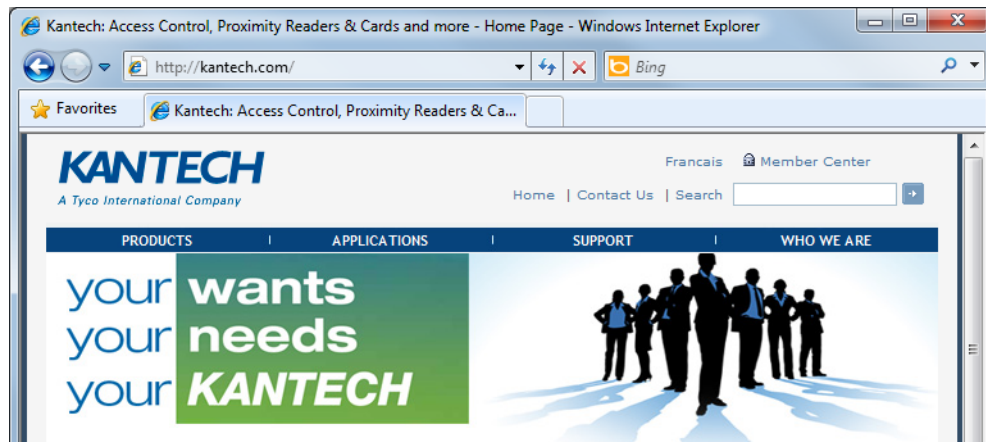 Kantech: Access Control, Proximity Readers & Cards and more - Home Page - Windows Internet Explorer
http://kantech.com/
Bing
Favorites
Kantech: Access Control, Proximity Readers & Ca...
KANTECH
A Tyco International Company
Francais Member Center
Home | Contact Us | Search
PRODUCTS | APPLICATIONS | SUPPORT | WHO WE ARE
your wants
your needs
your KANTECH